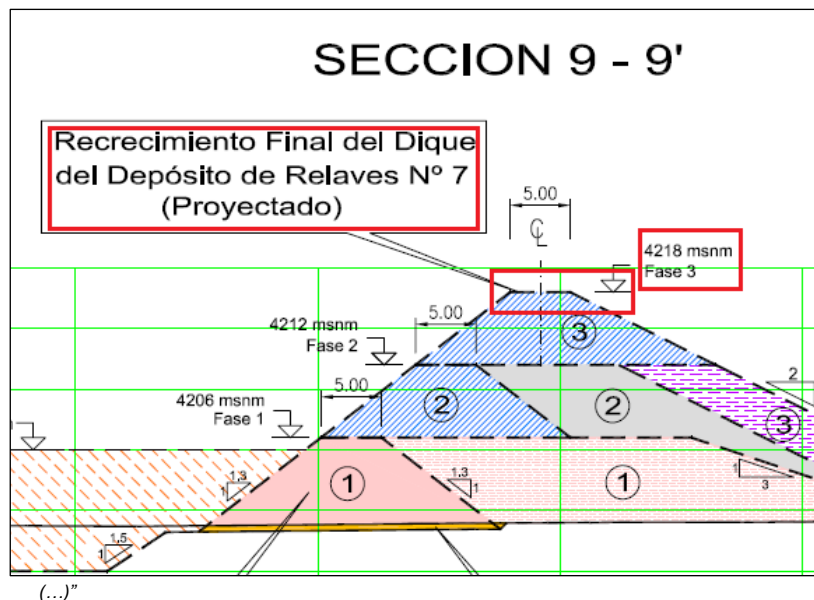 SECCION 9 - 9'
Recrecimiento Final del Dique
del Depósito de Relaves Nº 7
(Proyectado)
5.00
℄
4218 msnm
Fase 3
5.00
3
4212 msnm
Fase 2
5.00
2
2
2
3
4206 msnm
Fase 1
1,3
1
1
1,3
1
1
1
3
1,5
1
(...)”